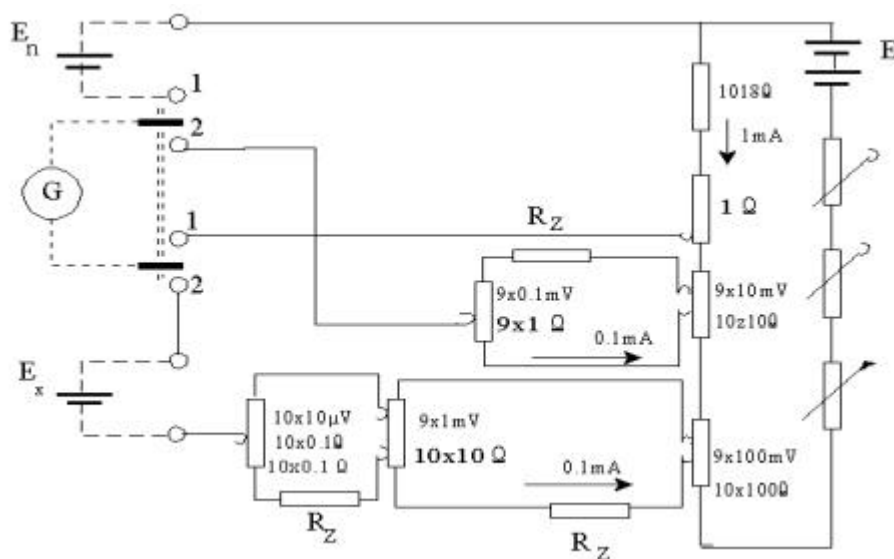 En
E
1
1018Ω
2
1mA
G
1
RZ
1 Ω
2
9x0.1mV
9x1 Ω
9x10mV
10z10Ω
0.1mA
Ex
10x10µV
10x0.1Ω
10x0.1 Ω
9x1mV
10x10 Ω
0.1mA
9x100mV
10x100Ω
RZ
RZ